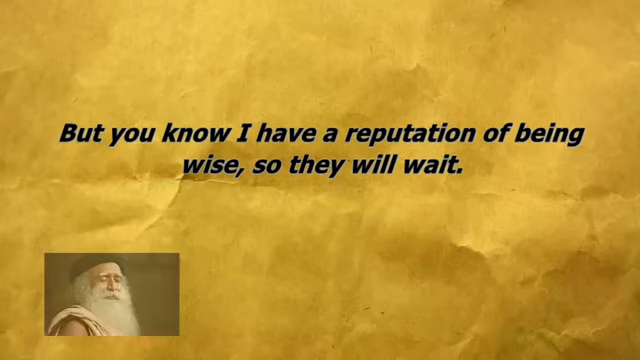 But you know I have a reputation of being
wise, so they will wait.